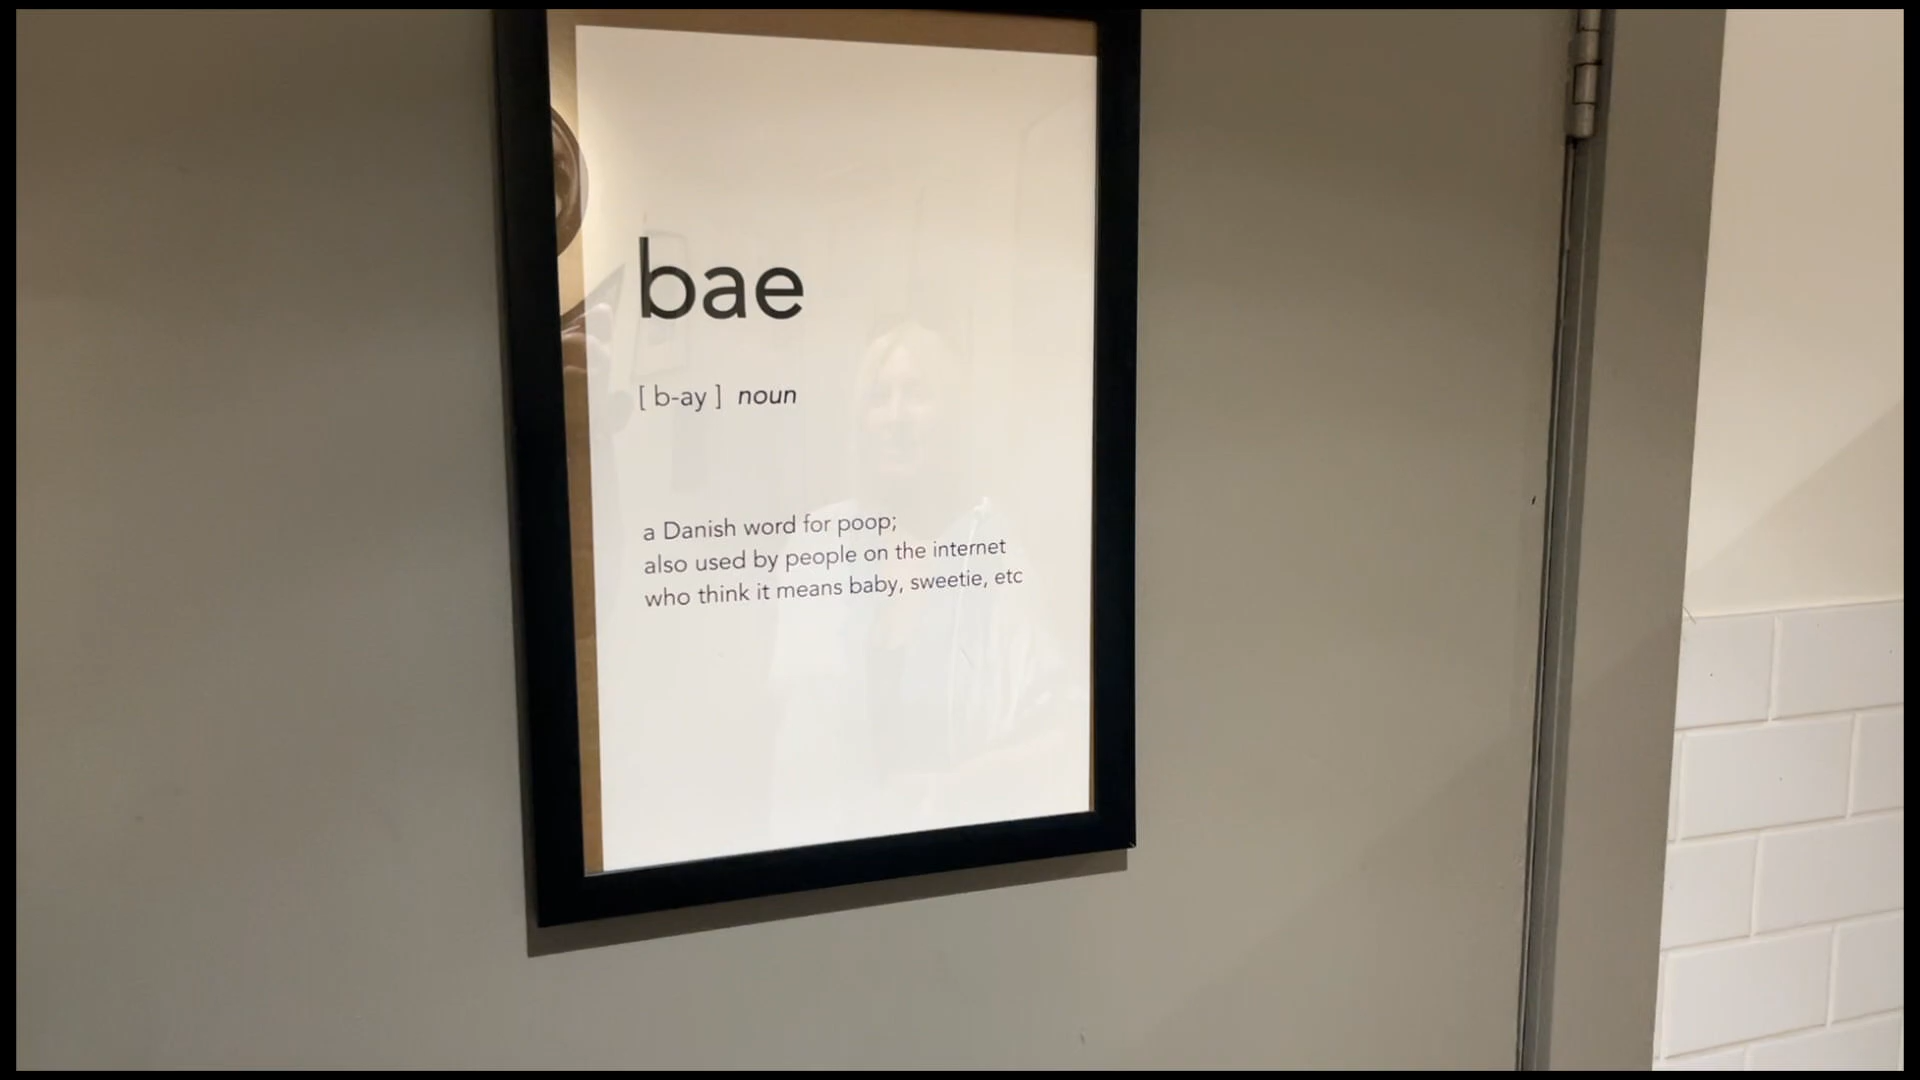 bae
[ b-ay ] noun
a Danish word for poop;
also used by people on the internet
who think it means baby, sweetie, etc